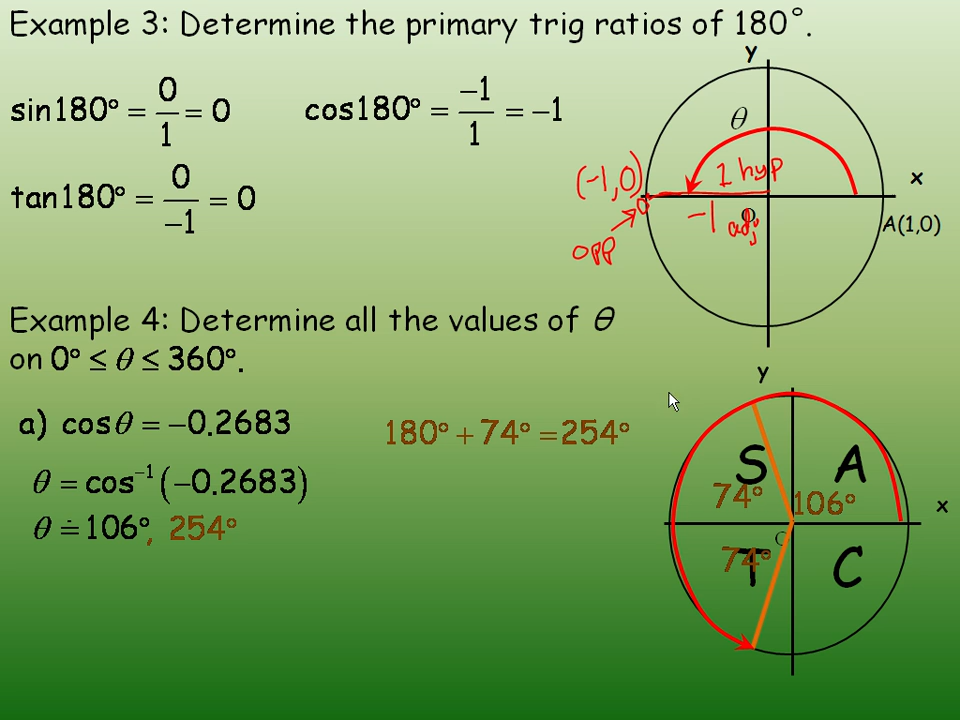 Example 3: Determine the primary trig ratios of 180˚.
sin180° = 0/1 = 0
cos180° = −1/1 = −1
tan180° = 0/−1 = 0
y
θ
x
(-1,0)
1 hyp
0
O
-1 adj
opp
A(1,0)
Example 4: Determine all the values of θ
on 0° ≤ θ ≤ 360°.
a) cosθ = −0.2683
θ = cos⁻¹(−0.2683)
θ ≐ 106°, 254°
180° + 74° = 254°
y
S A
74° 106°
x
O
74°
T C